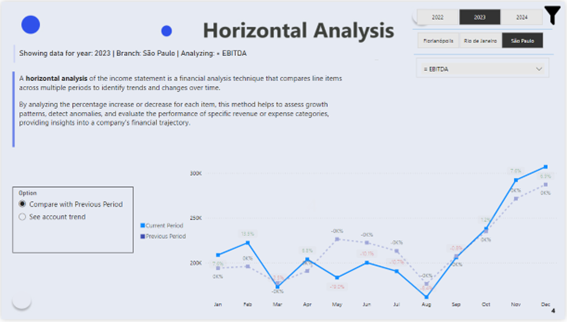 Horizontal Analysis
2022 2023 2024
Florianópolis Rio de Janeiro São Paulo
Showing data for year: 2023 | Branch: São Paulo | Analyzing: = EBITDA
= EBITDA
A horizontal analysis of the income statement is a financial analysis technique that compares line items
across multiple periods to identify trends and changes over time.
By analyzing the percentage increase or decrease for each item, this method helps to assess growth
patterns, detect anomalies, and evaluate the performance of specific revenue or expense categories,
providing insights into a company's financial trajectory.
Option
Compare with Previous Period
See account trend
Current Period
Previous Period
300K
250K
200K
Jan Feb Mar Apr May Jun Jul Aug Sep Oct Nov Dec
4